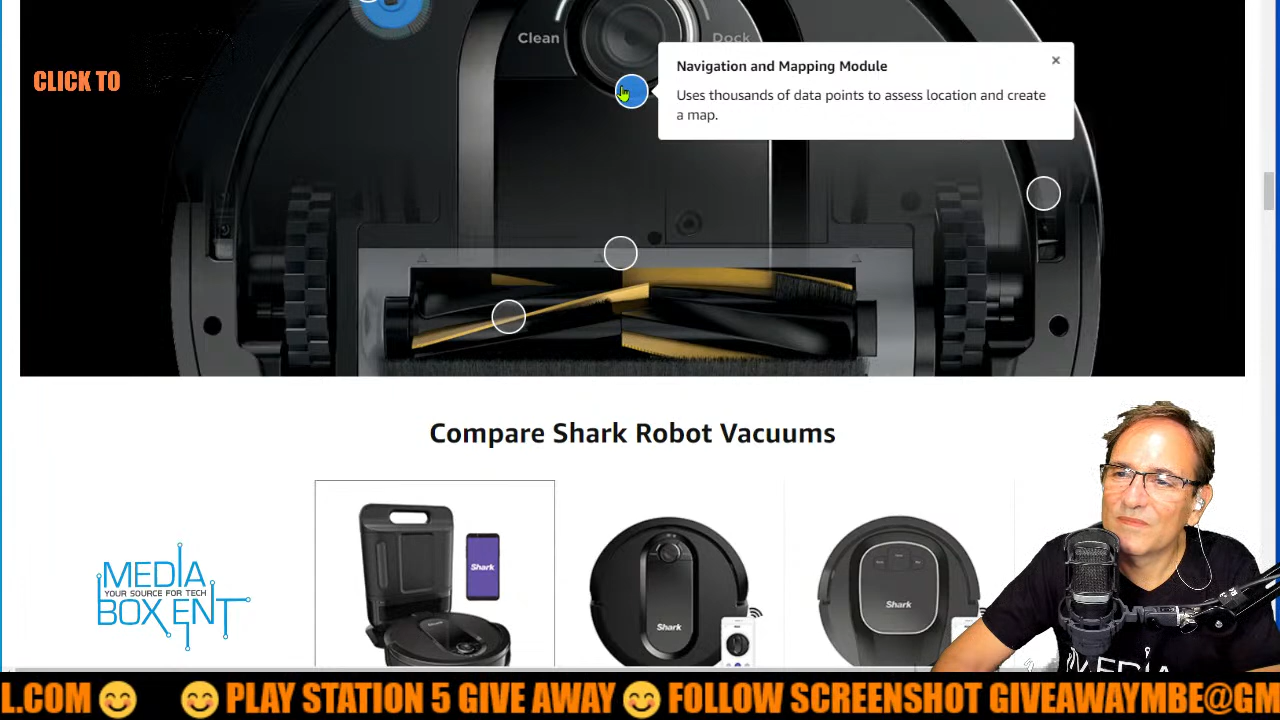 Clean
Dock
CLICK TO
Navigation and Mapping Module
×
Uses thousands of data points to assess location and create
a map.
Compare Shark Robot Vacuums
Shark
Shark
Shark
MEDIA
YOUR SOURCE FOR TECH
BOX ENT
MEDIA
L.COM 😊 😊 PLAY STATION 5 GIVE AWAY 😊 FOLLOW SCREENSHOT GIVEAWAYMBE@GM